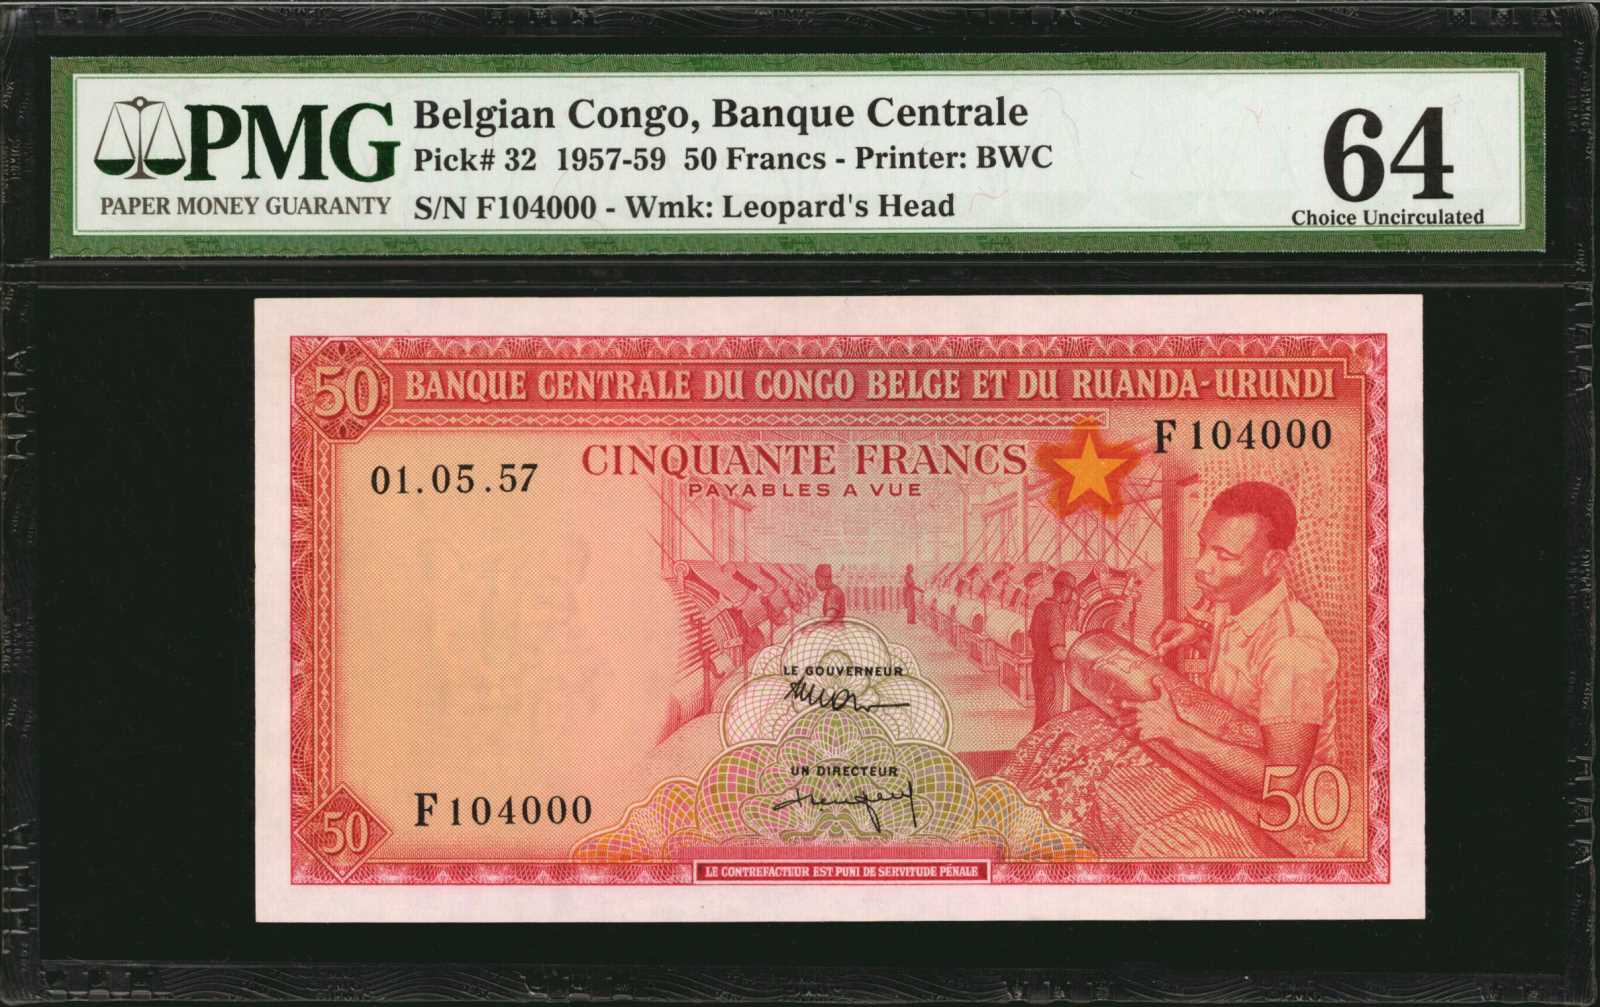 PMG
PAPER MONEY GUARANTY
Belgian Congo, Banque Centrale
Pick# 32 1957-59 50 Francs - Printer: BWC
S/N F104000 - Wmk: Leopard's Head
64
Choice Uncirculated
50 BANQUE CENTRALE DU CONGO BELGE ET DU RUANDA-URUNDI
F 104000
CINQUANTE FRANCS
01.05.57
PAYABLES A VUE
LE GOUVERNEUR
UN DIRECTEUR
F 104000
50
50
LE CONTREFACTEUR EST PUNI DE SERVITUDE PÉNALE